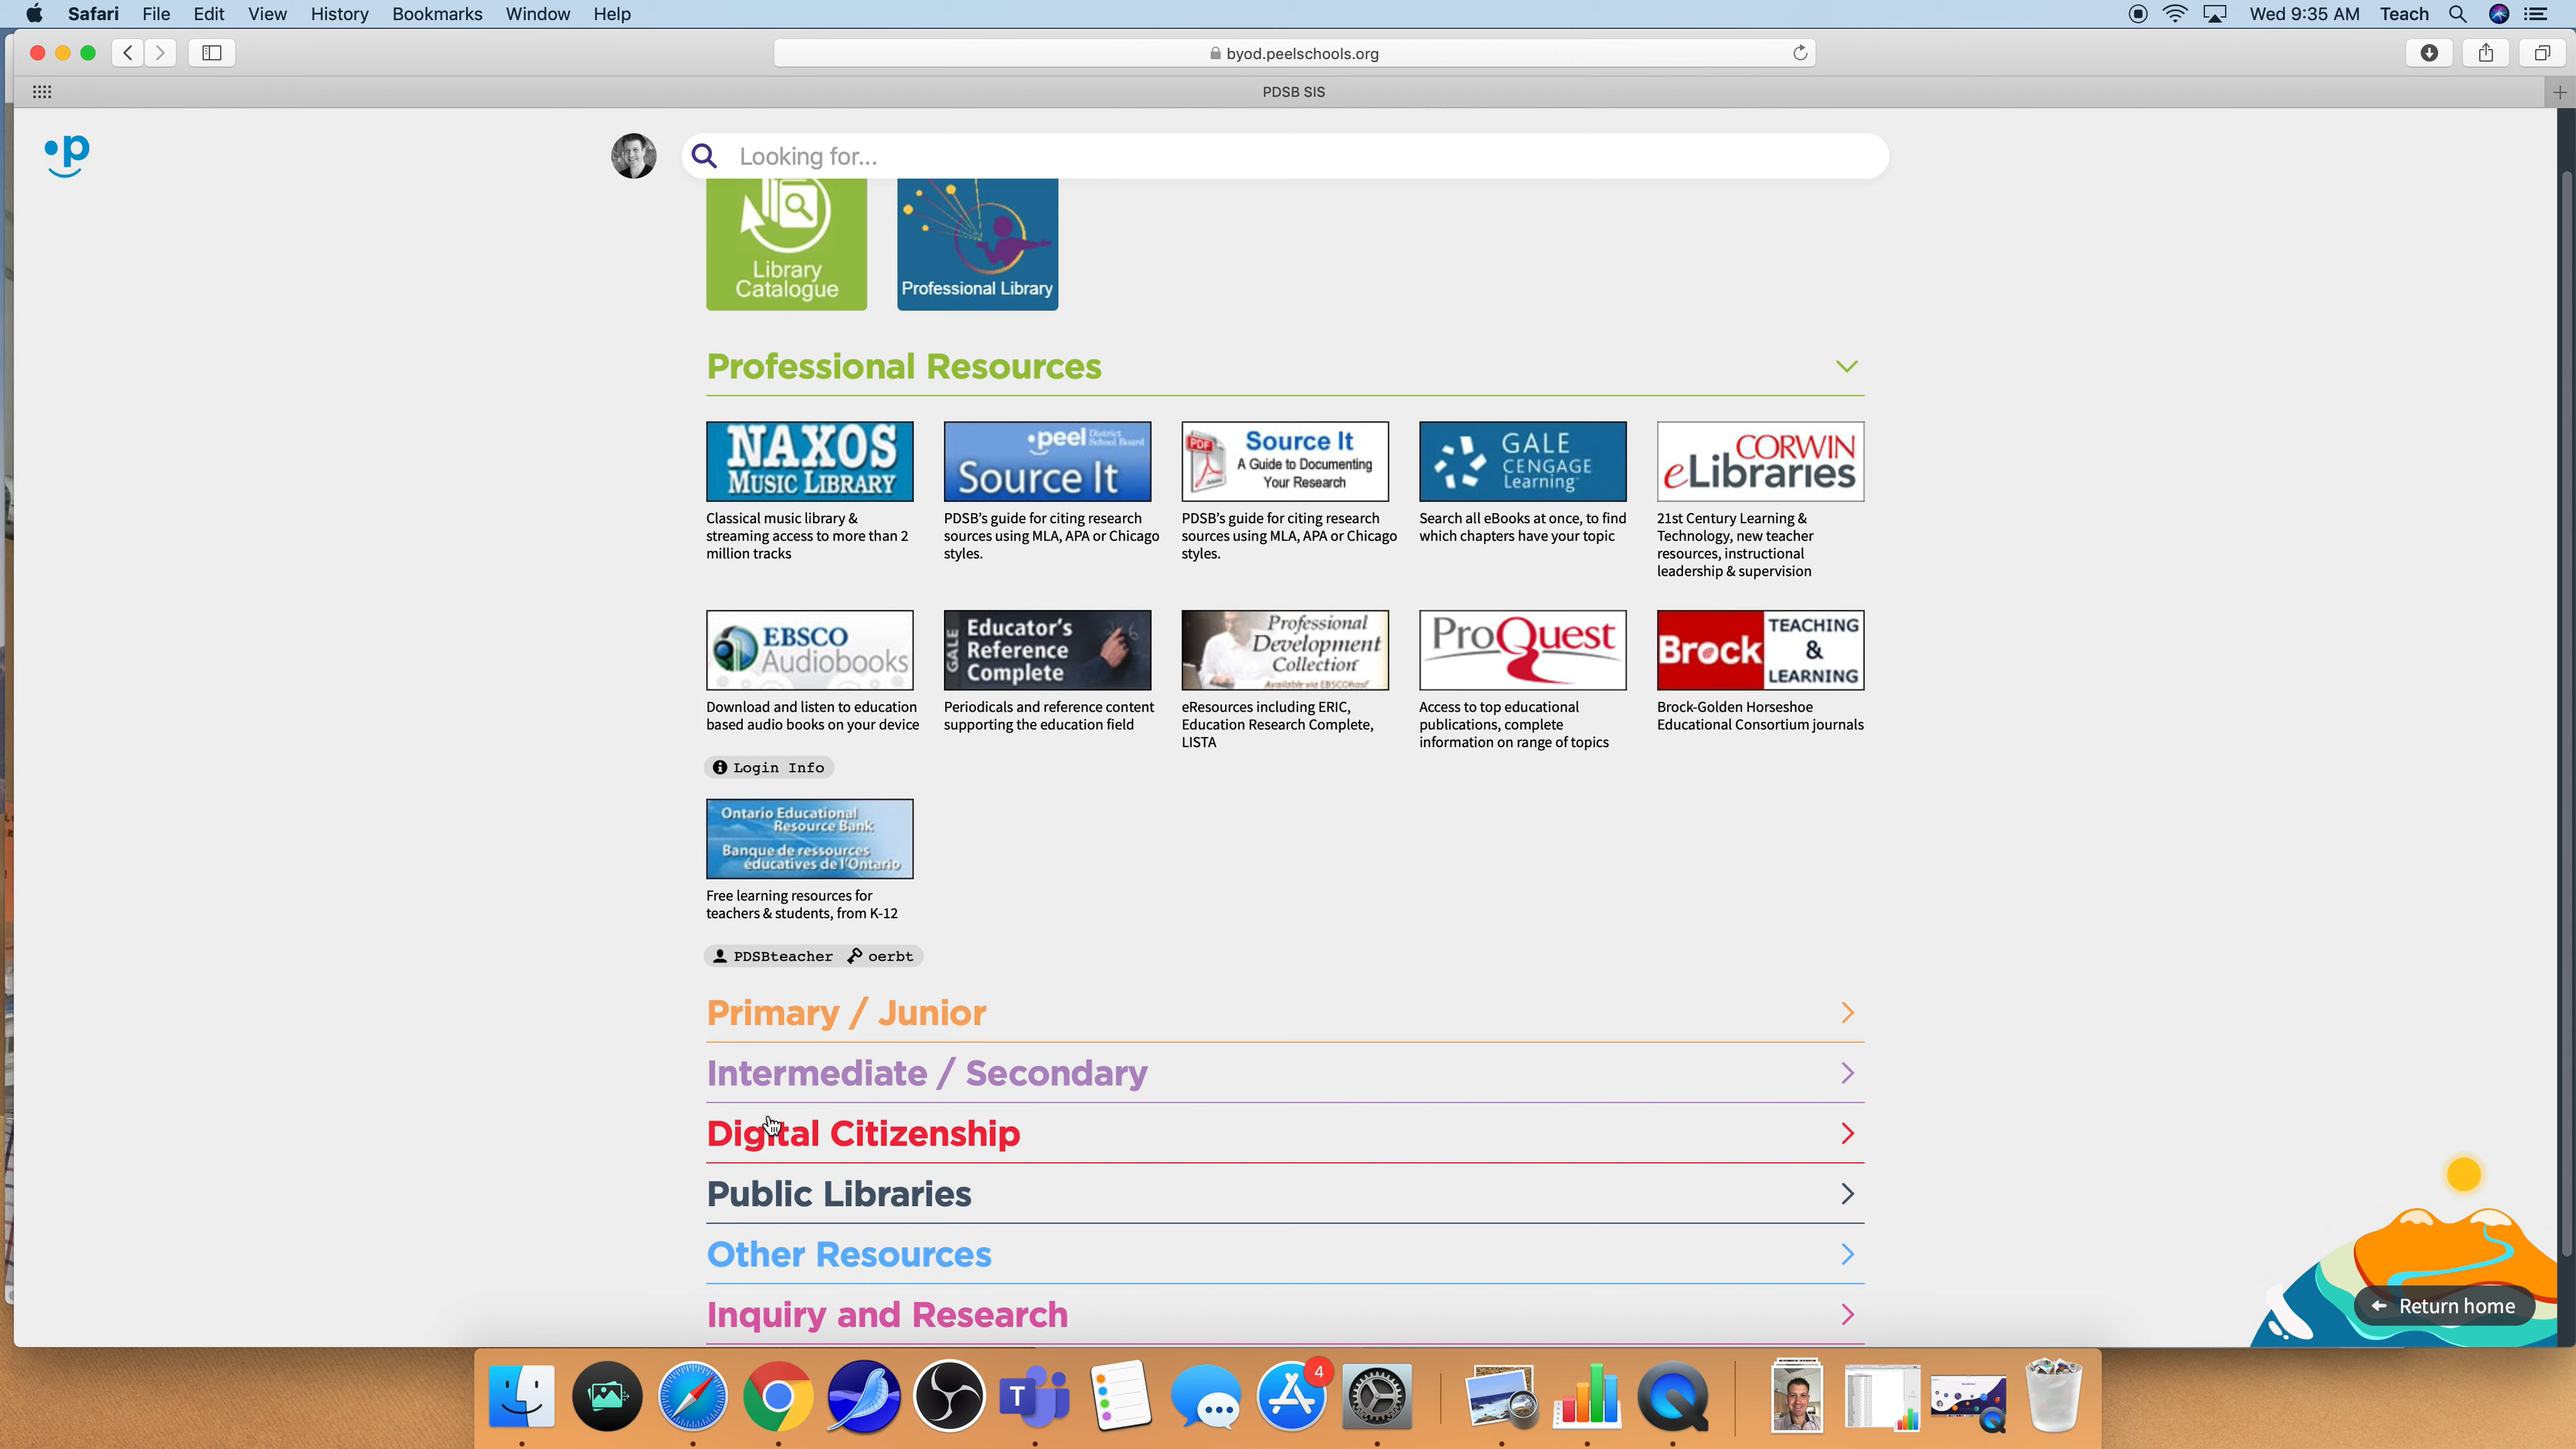 Safari File Edit View History Bookmarks Window Help
Wed 9:35 AM Teach
byod.peelschools.org
PDSB SIS
p
Looking for...
Library
Catalogue
Professional Library
Professional Resources
NAXOS
MUSIC LIBRARY
Classical music library &
streaming access to more than 2
million tracks
peel District
School Board
Source It
PDSB's guide for citing research
sources using MLA, APA or Chicago
styles.
PDF
Source It
A Guide to Documenting
Your Research
PDSB's guide for citing research
sources using MLA, APA or Chicago
styles.
GALE
CENGAGE
Learning
Search all eBooks at once, to find
which chapters have your topic
CORWIN
eLibraries
21st Century Learning &
Technology, new teacher
resources, instructional
leadership & supervision
EBSCO
Audiobooks
Download and listen to education
based audio books on your device
Login Info
GALE
Educator's
Reference
Complete
Periodicals and reference content
supporting the education field
Professional
Development
Collection
Available via EBSCOhost
eResources including ERIC,
Education Research Complete,
LISTA
ProQuest
Access to top educational
publications, complete
information on range of topics
Brock
TEACHING
&
LEARNING
Brock-Golden Horseshoe
Educational Consortium journals
Ontario Educational
Resource Bank
Banque de ressources
éducatives de l'Ontario
Free learning resources for
teachers & students, from K-12
PDSBteacher oerbt
Primary / Junior
Intermediate / Secondary
Digital Citizenship
Public Libraries
Other Resources
Inquiry and Research
Return home
T
4